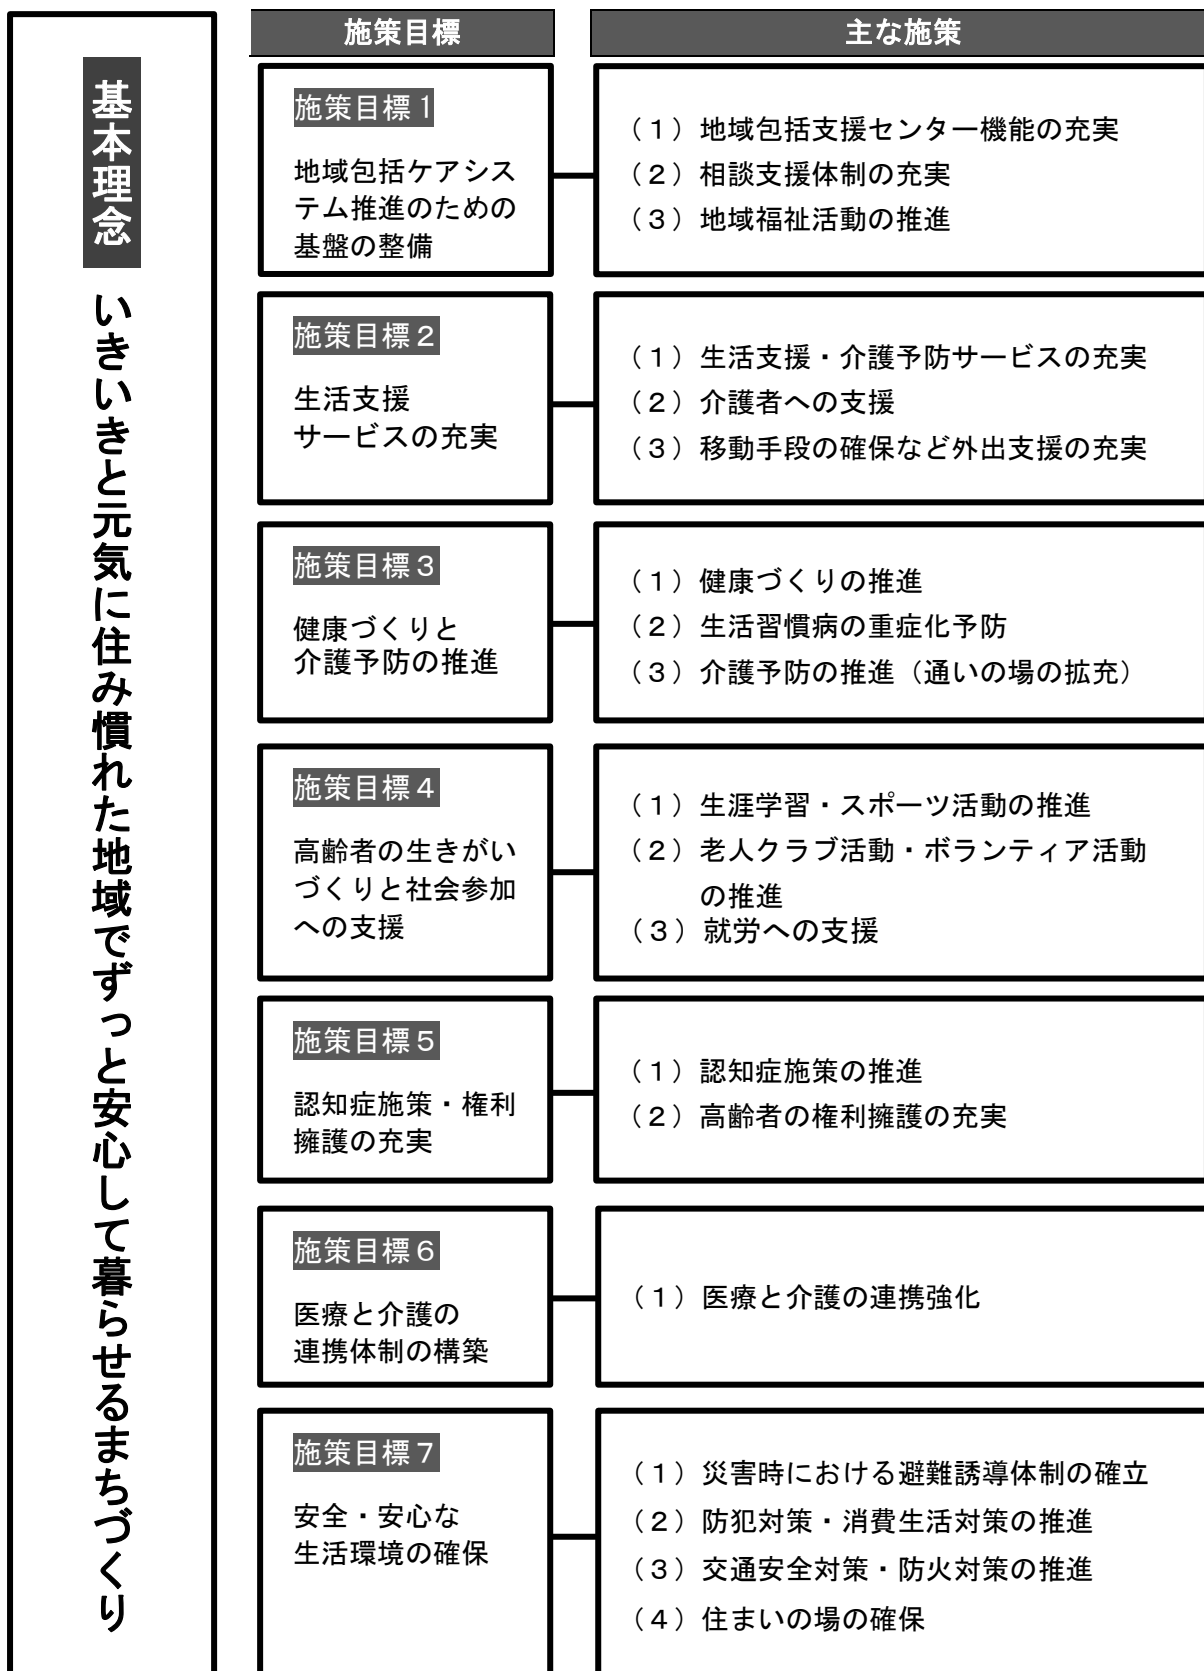 基本理念
いきいきと元気に住み慣れた地域でずっと安心して暮らせるまちづくり
施策目標
主な施策
施策目標1
地域包括ケアシス
テム推進のための
基盤の整備
（1）地域包括支援センター機能の充実
（2）相談支援体制の充実
（3）地域福祉活動の推進
施策目標2
生活支援
サービスの充実
（1）生活支援・介護予防サービスの充実
（2）介護者への支援
（3）移動手段の確保など外出支援の充実
施策目標3
健康づくりと
介護予防の推進
（1）健康づくりの推進
（2）生活習慣病の重症化予防
（3）介護予防の推進（通いの場の拡充）
施策目標4
高齢者の生きがい
づくりと社会参加
への支援
（1）生涯学習・スポーツ活動の推進
（2）老人クラブ活動・ボランティア活動
の推進
（3）就労への支援
施策目標5
認知症施策・権利
擁護の充実
（1）認知症施策の推進
（2）高齢者の権利擁護の充実
施策目標6
医療と介護の
連携体制の構築
（1）医療と介護の連携強化
施策目標7
安全・安心な
生活環境の確保
（1）災害時における避難誘導体制の確立
（2）防犯対策・消費生活対策の推進
（3）交通安全対策・防火対策の推進
（4）住まいの場の確保